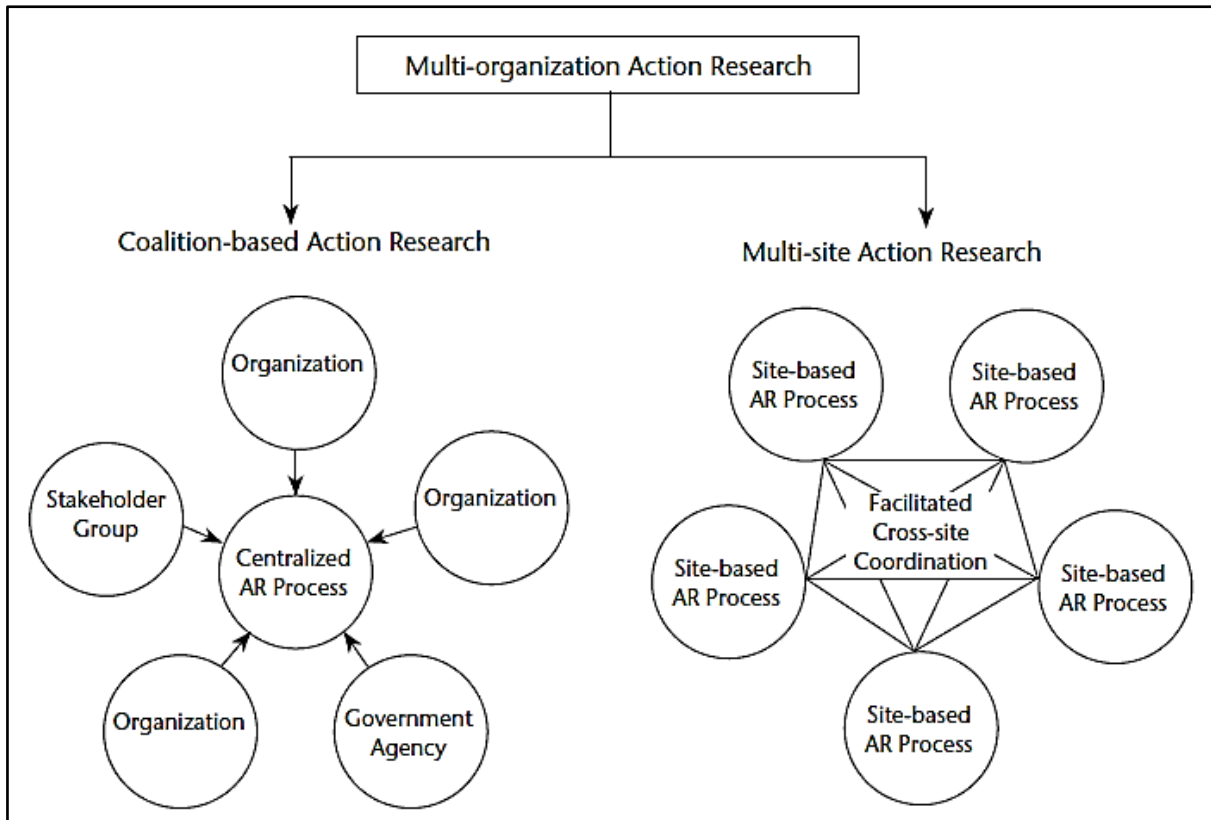 Multi-organization Action Research
Coalition-based Action Research
Organization
Stakeholder
Group
Organization
Centralized
AR Process
Organization
Government
Agency
Multi-site Action Research
Site-based
AR Process
Site-based
AR Process
Facilitated
Cross-site
Coordination
Site-based
AR Process
Site-based
AR Process
Site-based
AR Process